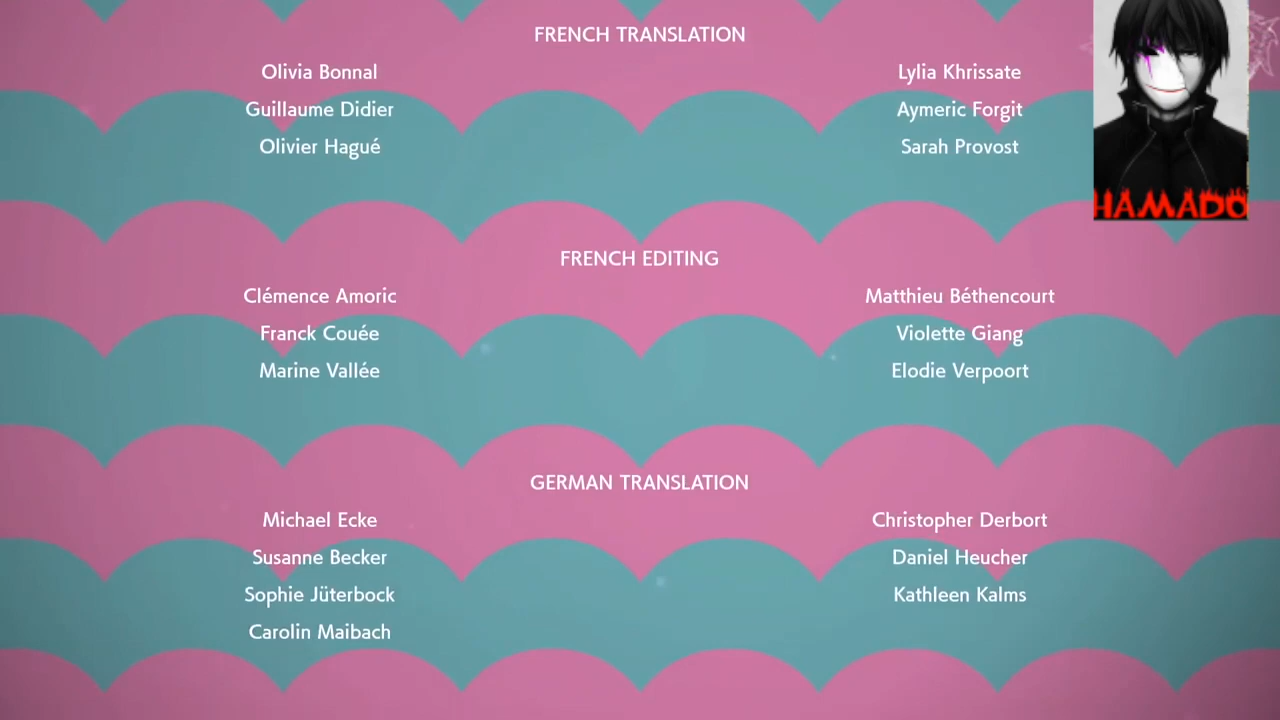 FRENCH TRANSLATION
Olivia Bonnal Lylia Khrissate
Guillaume Didier Aymeric Forgit
Olivier Hagué Sarah Provost
HAMADO
FRENCH EDITING
Clémence Amoric Matthieu Béthencourt
Franck Couée Violette Giang
Marine Vallée Elodie Verpoort
GERMAN TRANSLATION
Michael Ecke Christopher Derbort
Susanne Becker Daniel Heucher
Sophie Jüterbock Kathleen Kalms
Carolin Maibach